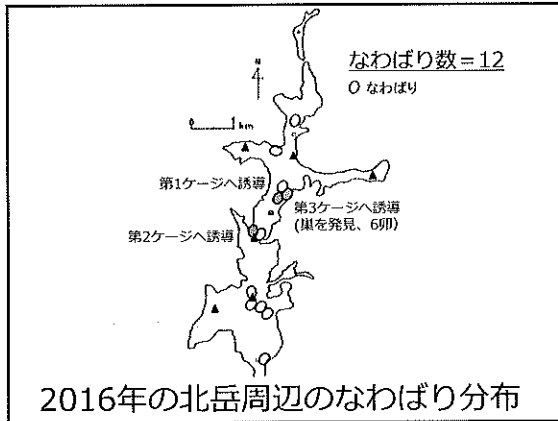 なわばり数=12
O なわばり
N
0 1 km
第1ケージへ誘導
第3ケージへ誘導
(巣を発見、6卵)
第2ケージへ誘導
2016年の北岳周辺のなわばり分布